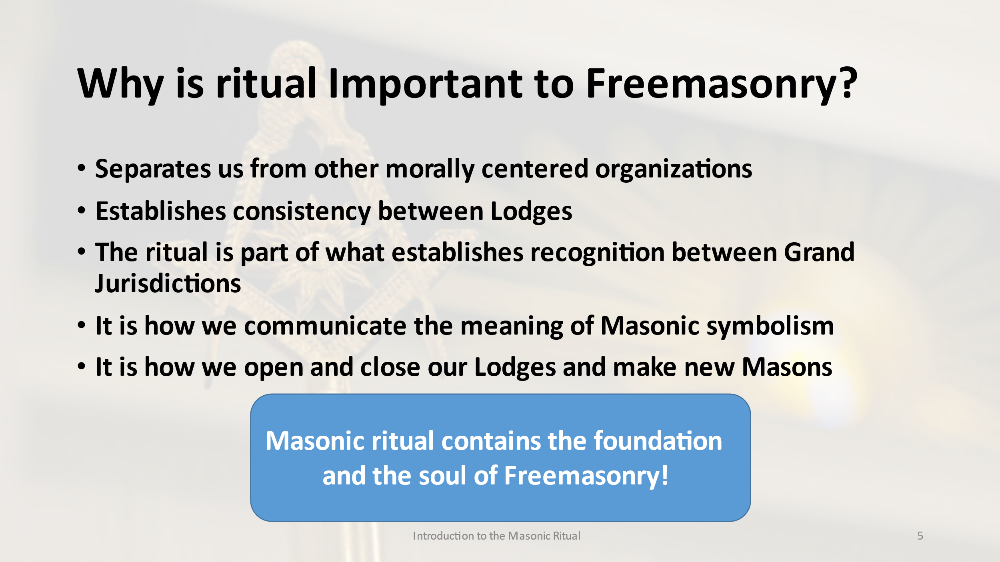 Why is ritual Important to Freemasonry?
• Separates us from other morally centered organizations
• Establishes consistency between Lodges
• The ritual is part of what establishes recognition between Grand
Jurisdictions
• It is how we communicate the meaning of Masonic symbolism
• It is how we open and close our Lodges and make new Masons
Masonic ritual contains the foundation
and the soul of Freemasonry!
Introduction to the Masonic Ritual
5